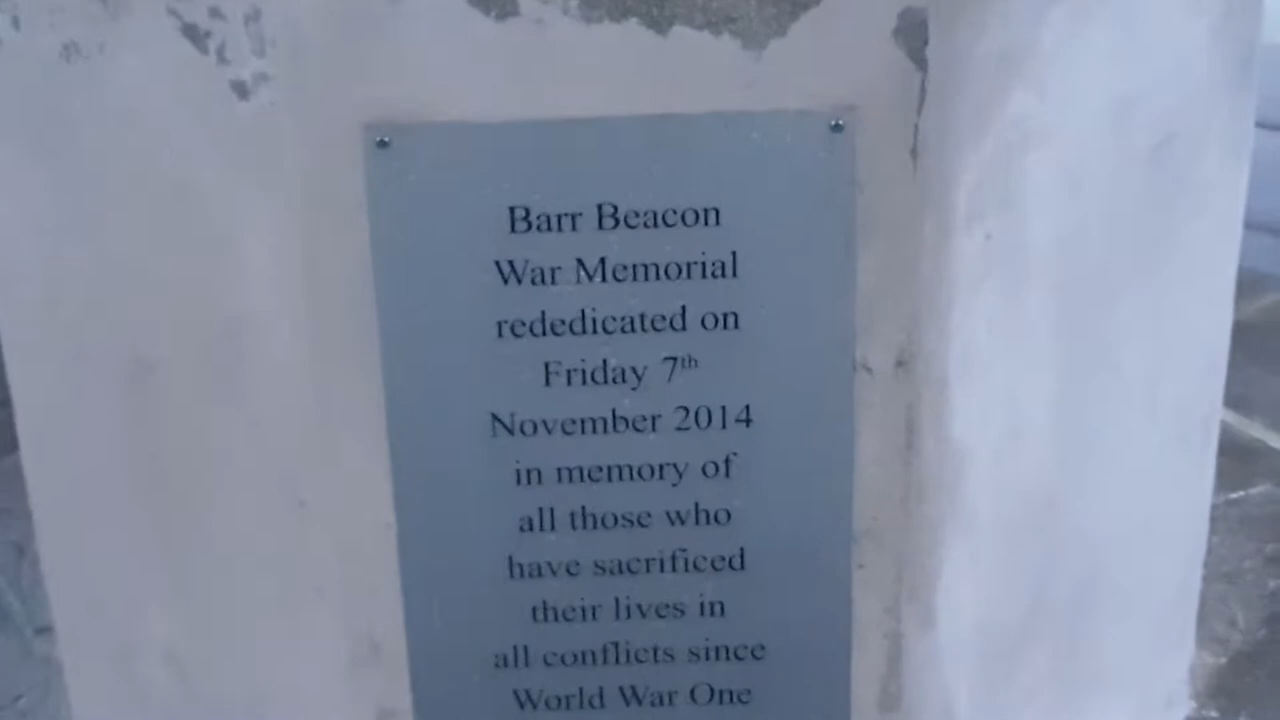 Barr Beacon
War Memorial
rededicated on
Friday 7th
November 2014
in memory of
all those who
have sacrificed
their lives in
all conflicts since
World War One